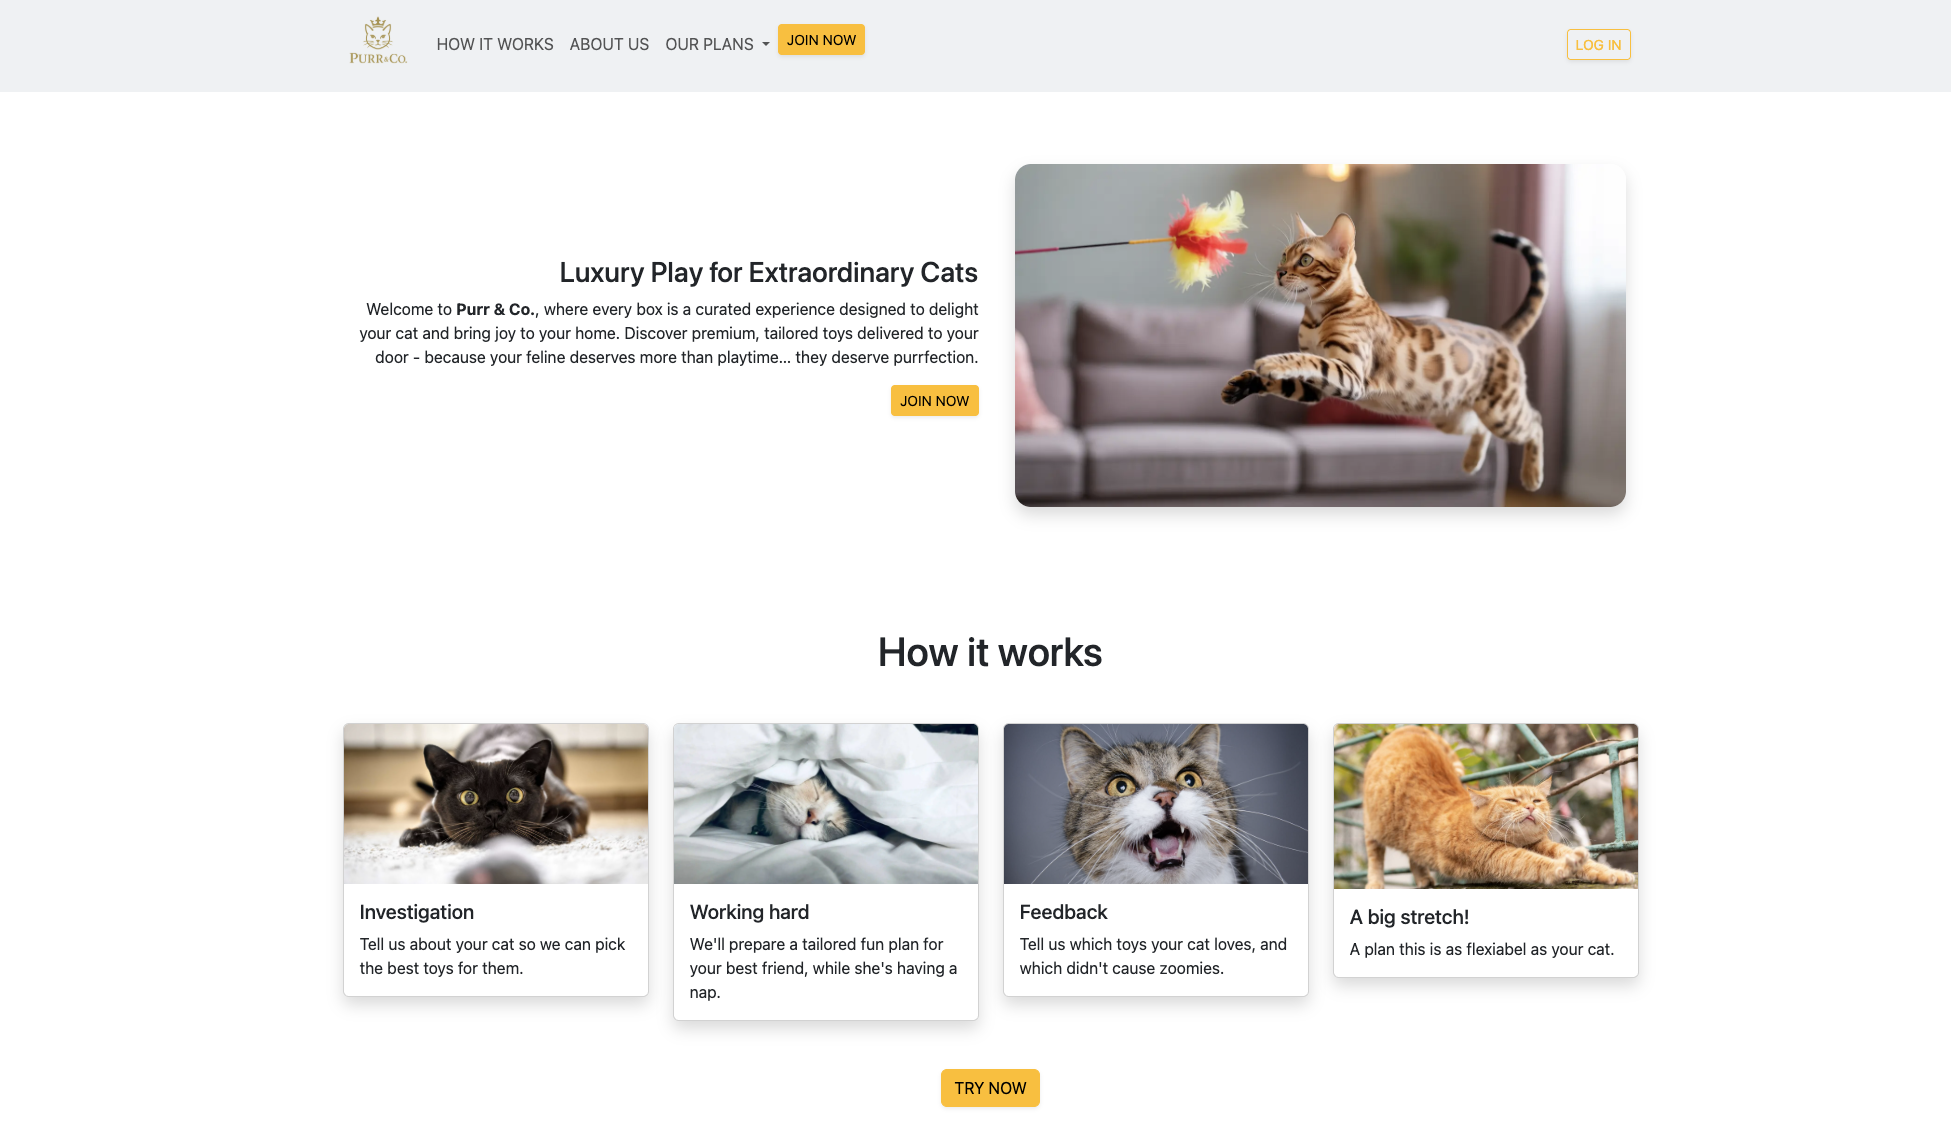 PURR&CO.
HOW IT WORKS
ABOUT US
OUR PLANS
JOIN NOW
LOG IN
Luxury Play for Extraordinary Cats
Welcome to Purr & Co., where every box is a curated experience designed to delight
your cat and bring joy to your home. Discover premium, tailored toys delivered to your
door - because your feline deserves more than playtime... they deserve purrfection.
JOIN NOW
How it works
Investigation
Tell us about your cat so we can pick
the best toys for them.
Working hard
We'll prepare a tailored fun plan for
your best friend, while she's having a
nap.
Feedback
Tell us which toys your cat loves, and
which didn't cause zoomies.
A big stretch!
A plan this is as flexiabel as your cat.
TRY NOW